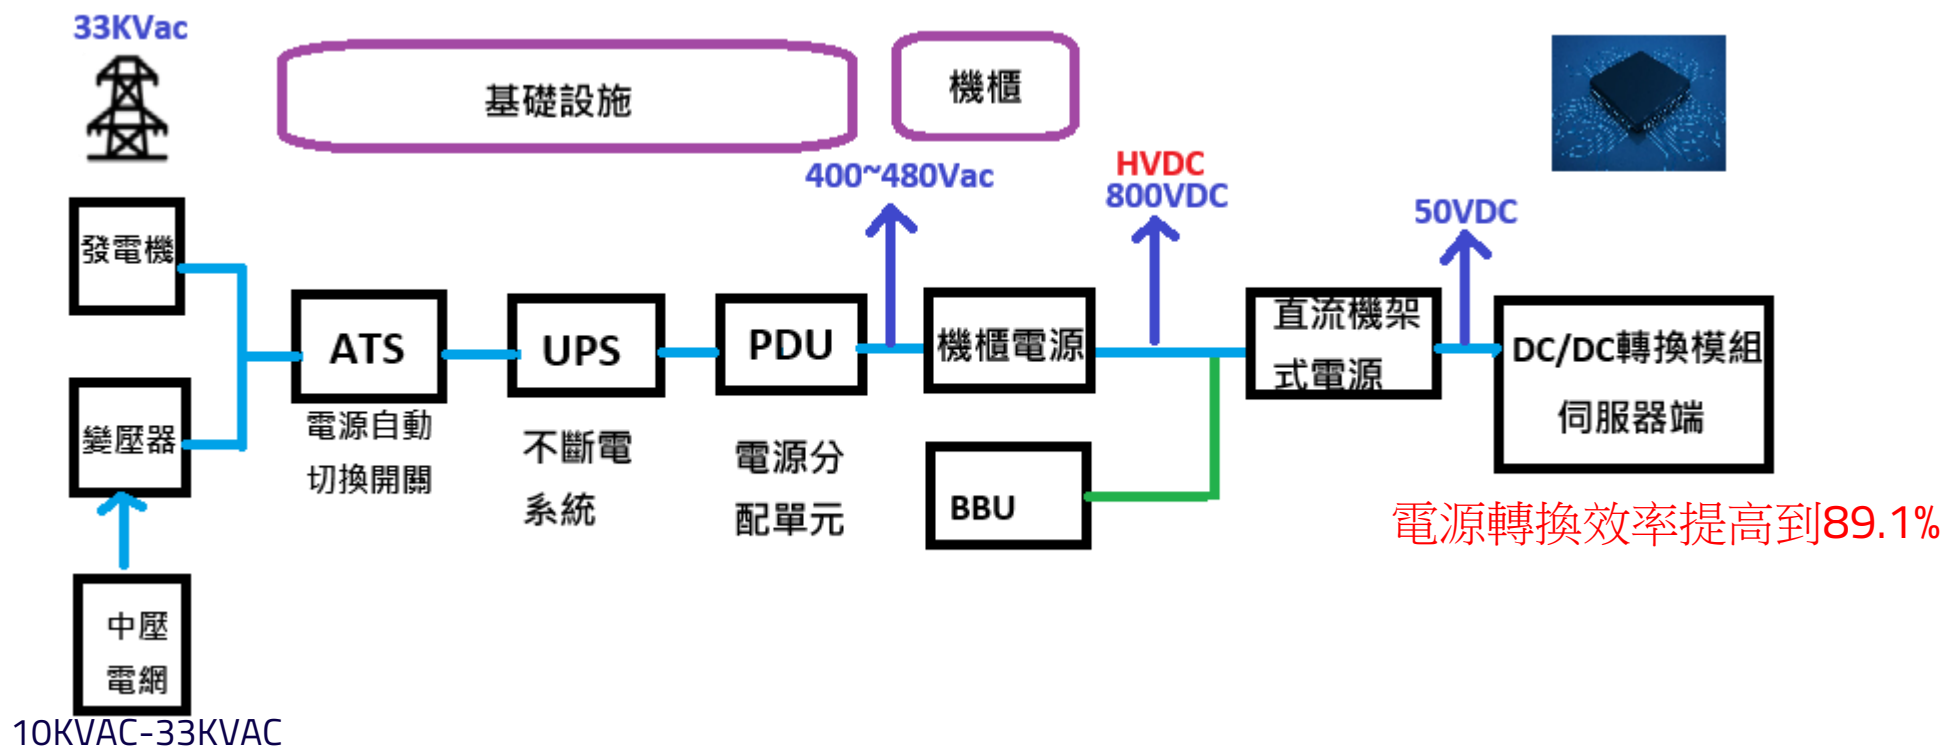 33KVac
基礎設施
機櫃
400~480Vac
HVDC
800VDC
50VDC
發電機
變壓器
中壓
電網
10KVAC-33KVAC
ATS
電源自動
切換開關
UPS
不斷電
系統
PDU
電源分
配單元
機櫃電源
BBU
直流機架
式電源
DC/DC轉換模組
伺服器端
電源轉換效率提高到89.1%